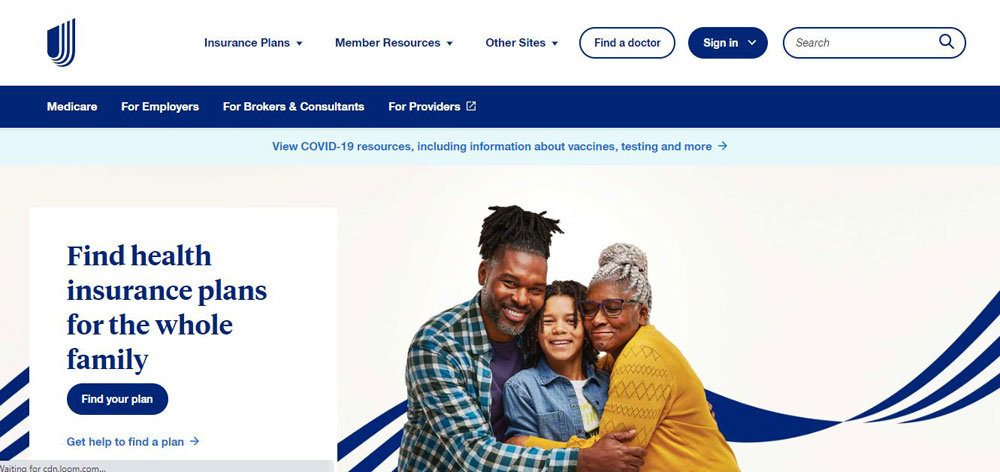 Insurance Plans Member Resources Other Sites Find a doctor Sign in Search
Medicare For Employers For Brokers & Consultants For Providers
View COVID-19 resources, including information about vaccines, testing and more →
Find health
insurance plans
for the whole
family
Find your plan
Get help to find a plan →
Waiting for cdn.loom.com...